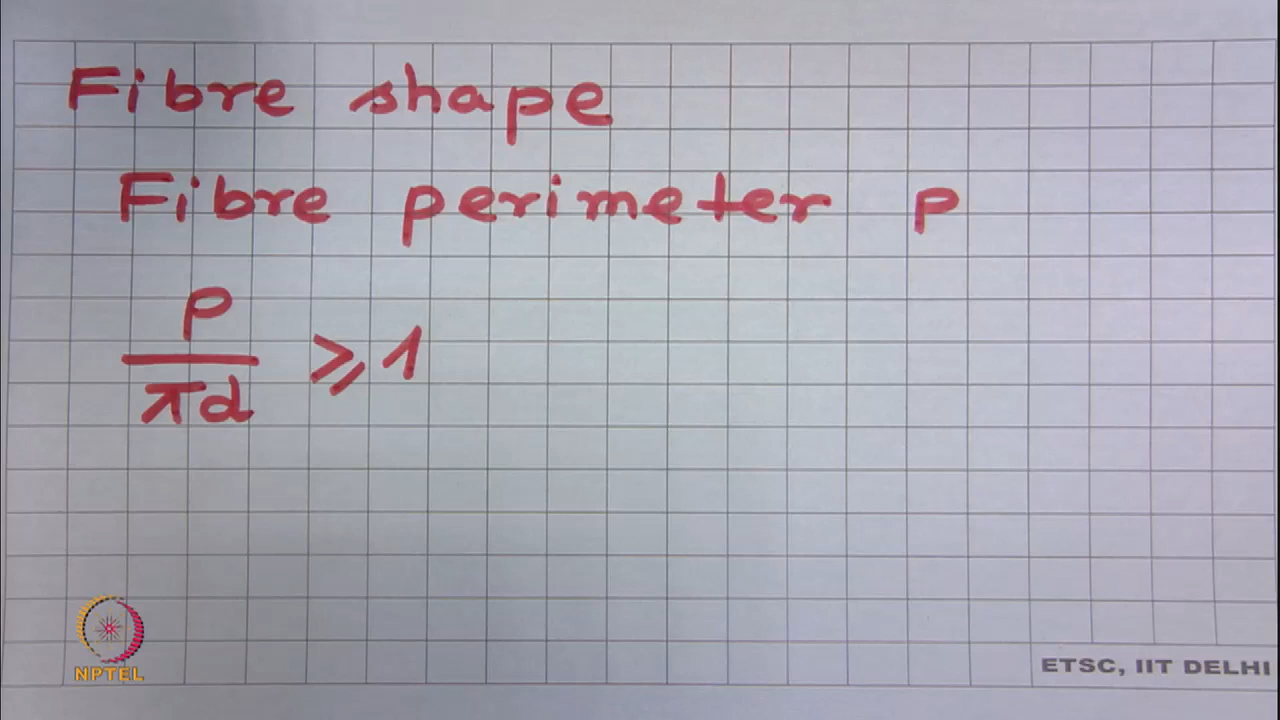 Fibre shape
Fibre perimeter p
p
πd
≥ 1
NPTEL
ETSC, IIT DELHI